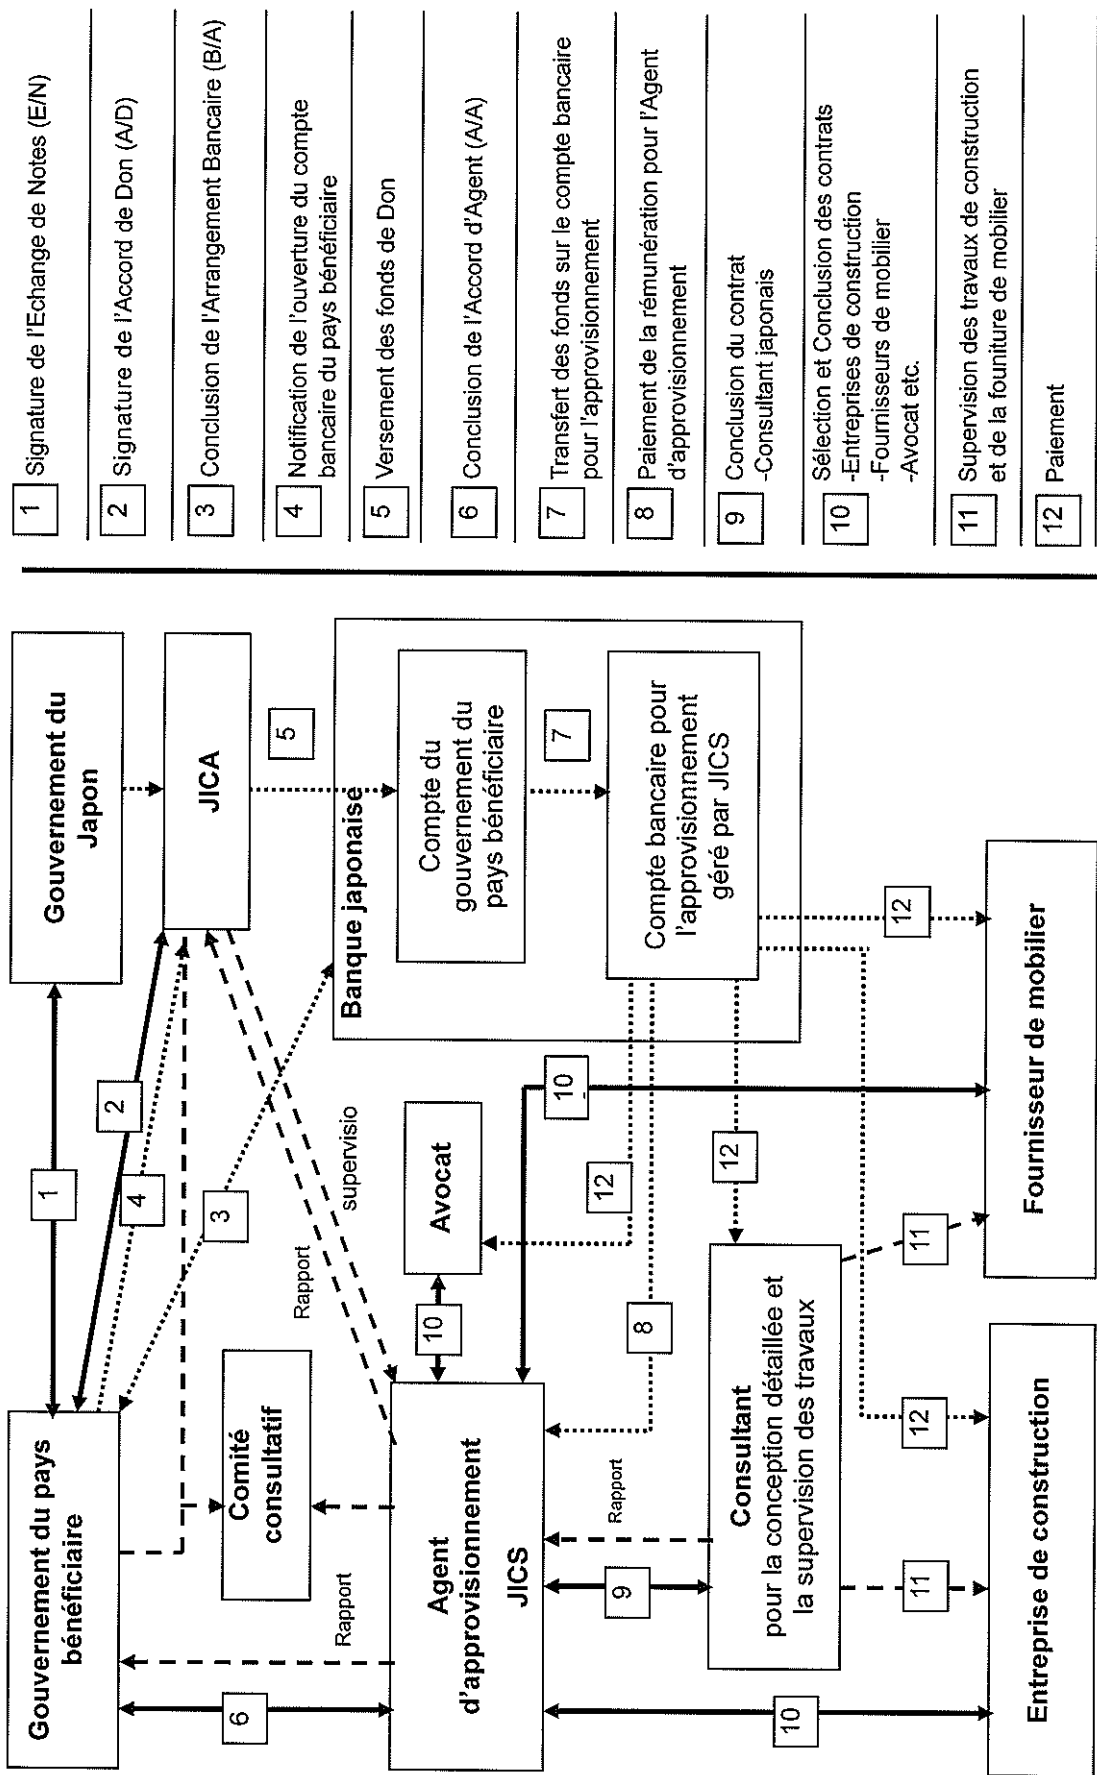 Gouvernement du pays
bénéficiaire
1
Gouvernement du
Japon
2
4
3
6
Rapport
Comité
consultatif
Rapport
supervisio
JICA
5
Banque japonaise
Compte du
gouvernement du
pays bénéficiaire
7
Compte bancaire pour
l'approvisionnement
géré par JICS
Agent
d'approvisionnement
JICS
10
Avocat
12
8
10
9
Rapport
12
12
10
Consultant
pour la conception détaillée et
la supervision des travaux
11
11
12
Entreprise de construction
Fournisseur de mobilier
1
Signature de l'Echange de Notes (E/N)
2
Signature de l'Accord de Don (A/D)
3
Conclusion de l'Arrangement Bancaire (B/A)
4
Notification de l'ouverture du compte
bancaire du pays bénéficiaire
5
Versement des fonds de Don
6
Conclusion de l'Accord d'Agent (A/A)
7
Transfert des fonds sur le compte bancaire
pour l'approvisionnement
8
Paiement de la rémunération pour l'Agent
d'approvisionnement
9
Conclusion du contrat
-Consultant japonais
10
Sélection et Conclusion des contrats
-Entreprises de construction
-Fournisseurs de mobilier
-Avocat etc.
11
Supervision des travaux de construction
et de la founiture de mobilier
12
Paiement